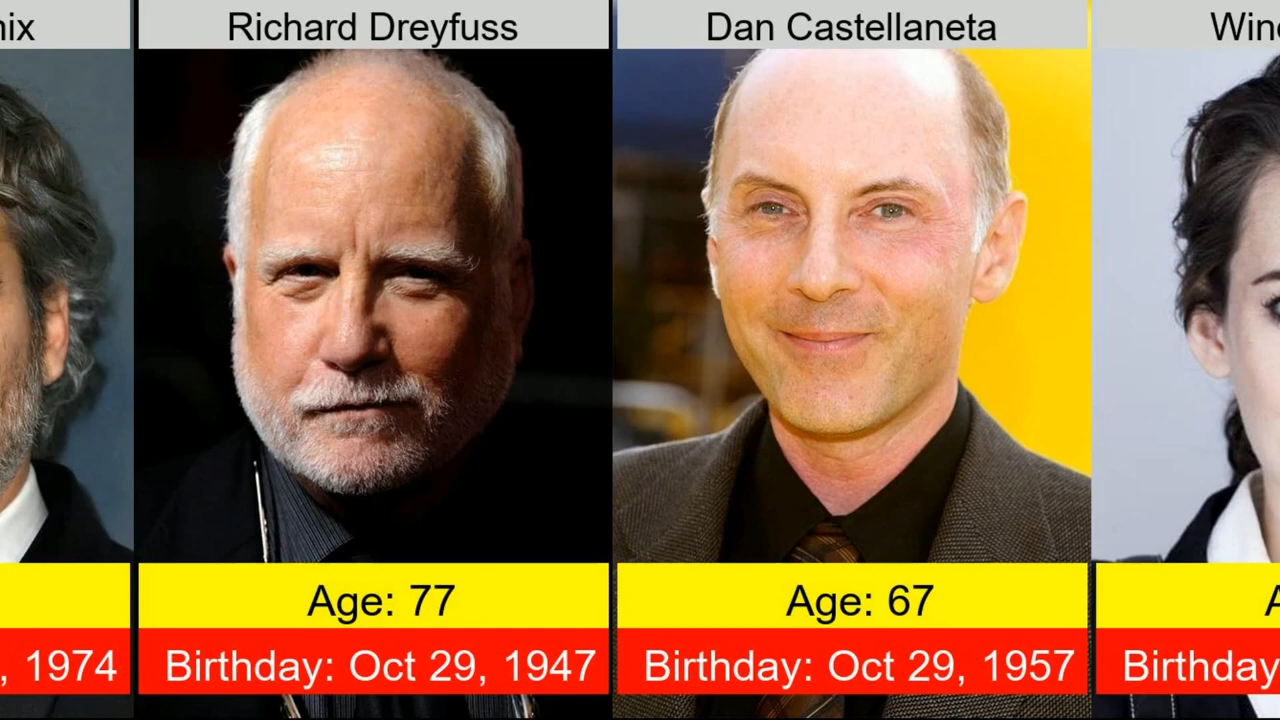 nix
Richard Dreyfuss
Dan Castellaneta
Age: 77
Age: 67
, 1974
Birthday: Oct 29, 1947
Birthday: Oct 29, 1957
Birthday